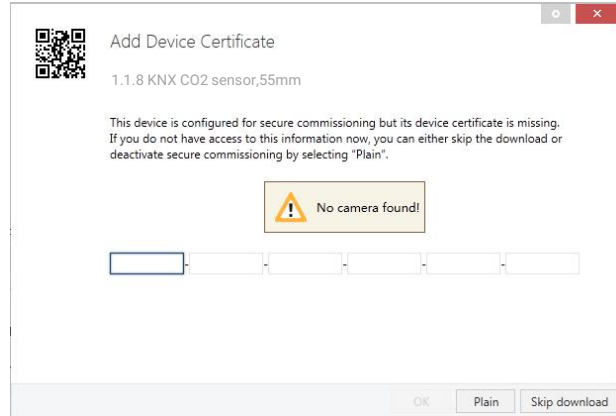 Add Device Certificate
1.1.8 KNX CO2 sensor,55mm
This device is configured for secure commissioning but its device certificate is missing.
If you do not have access to this information now, you can either skip the download or
deactivate secure commissioning by selecting "Plain".
No camera found!
- - - - -
OK Plain Skip download